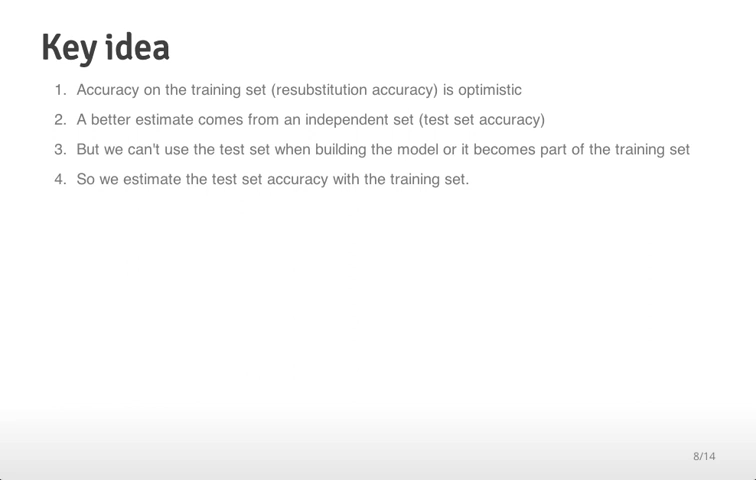 Key idea
1. Accuracy on the training set (resubstitution accuracy) is optimistic
2. A better estimate comes from an independent set (test set accuracy)
3. But we can't use the test set when building the model or it becomes part of the training set
4. So we estimate the test set accuracy with the training set.
8/14